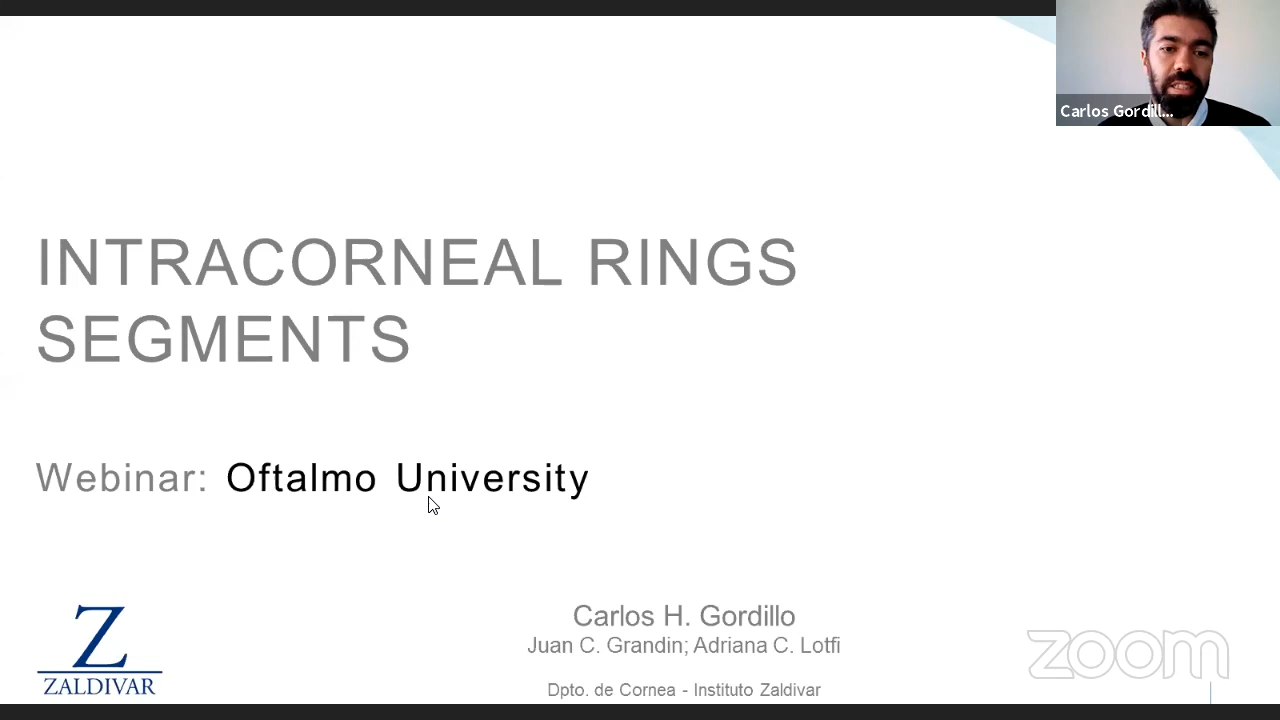 Carlos Gordill...
INTRACORNEAL RINGS
SEGMENTS
Webinar: Oftalmo University
Z
ZALDIVAR
Carlos H. Gordillo
Juan C. Grandin; Adriana C. Lotfi
Dpto. de Cornea - Instituto Zaldivar
zoom